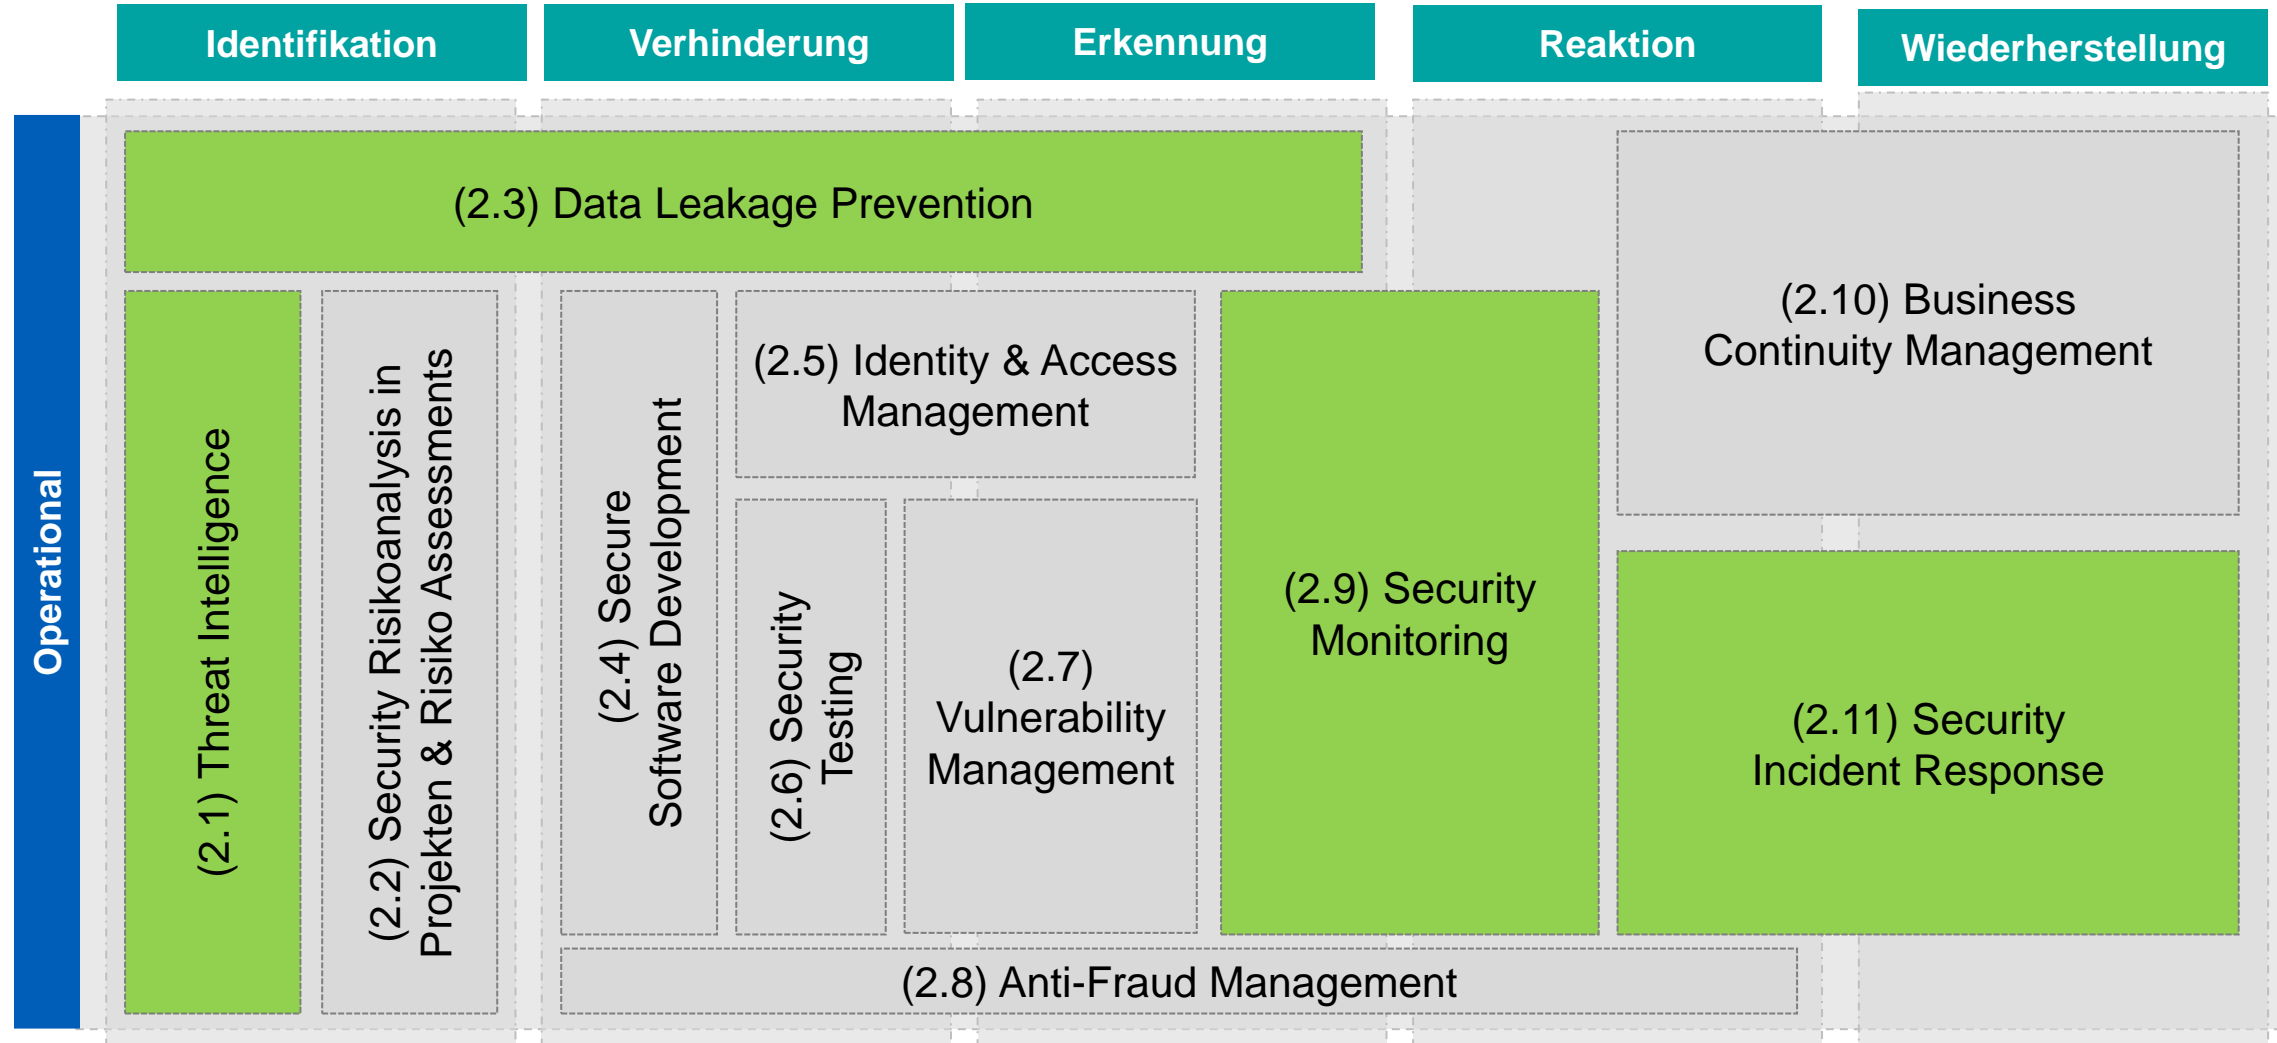 Identifikation
Verhinderung
Erkennung
Reaktion
Wiederherstellung
Operational
(2.3) Data Leakage Prevention
(2.1) Threat Intelligence
(2.2) Security Risikoanalysis in
Projekten & Risiko Assessments
(2.4) Secure
Software Development
(2.5) Identity & Access
Management
(2.6) Security
Testing
(2.7)
Vulnerability
Management
(2.8) Anti-Fraud Management
(2.9) Security
Monitoring
(2.10) Business
Continuity Management
(2.11) Security
Incident Response